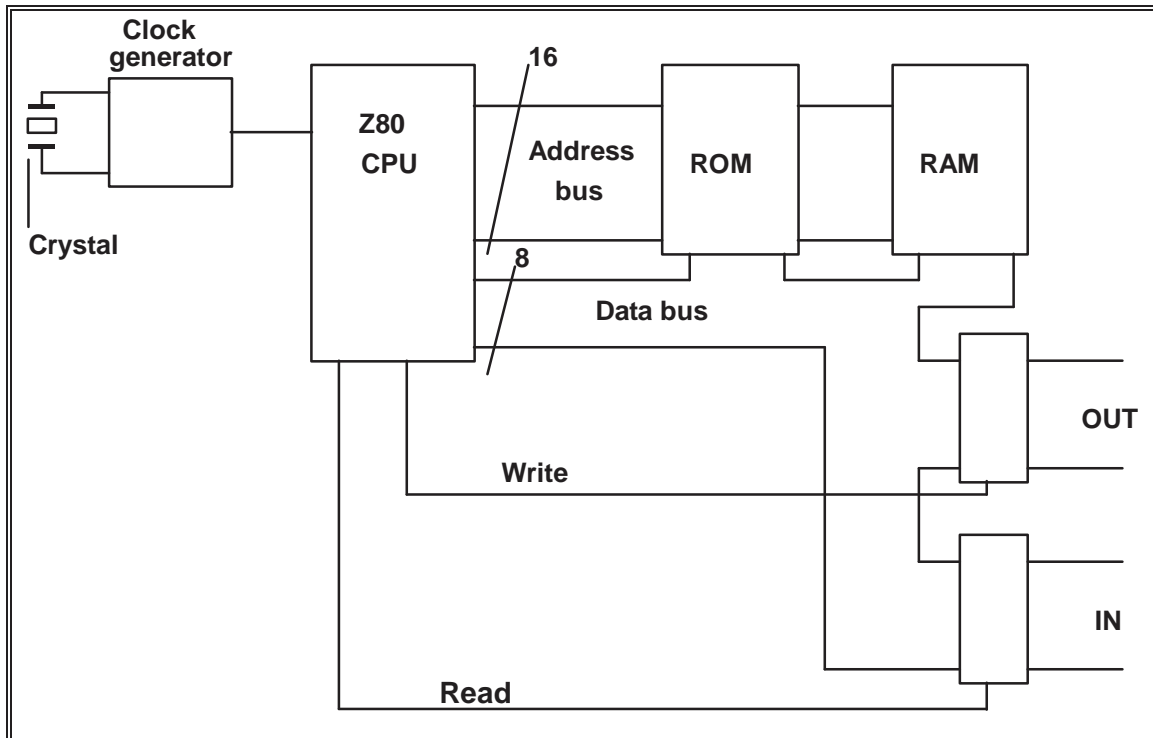 Clock
generator
Crystal
Z80
CPU
16
Address
bus
8
Data bus
ROM
RAM
OUT
Write
IN
Read